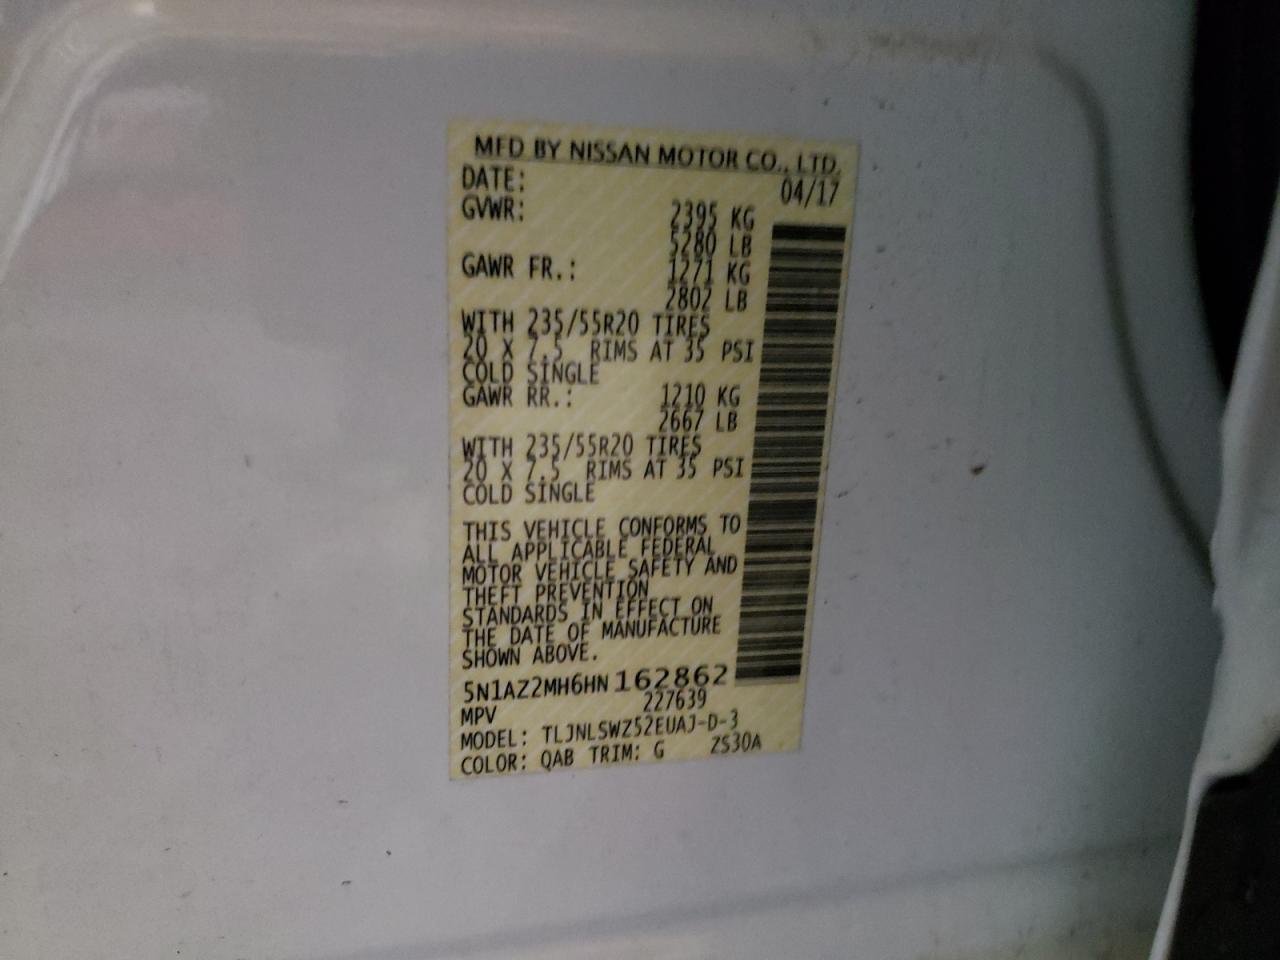 MFD BY NISSAN MOTOR CO., LTD.
DATE: 04/17
GVWR: 2395 KG
5280 LB
GAWR FR.: 1271 KG
2802 LB
WITH 235/55R20 TIRES
20 X 7.5 RIMS AT 35 PSI
COLD SINGLE
GAWR RR.: 1210 KG
2667 LB
WITH 235/55R20 TIRES
20 X 7.5 RIMS AT 35 PSI
COLD SINGLE
THIS VEHICLE CONFORMS TO
ALL APPLICABLE FEDERAL
MOTOR VEHICLE SAFETY AND
THEFT PREVENTION
STANDARDS IN EFFECT ON
THE DATE OF MANUFACTURE
SHOWN ABOVE.
5N1AZ2MH6HN162862
MPV 227639
MODEL: TLJNLSWZ52EUAJ-D-3
COLOR: QAB TRIM: G ZS30A